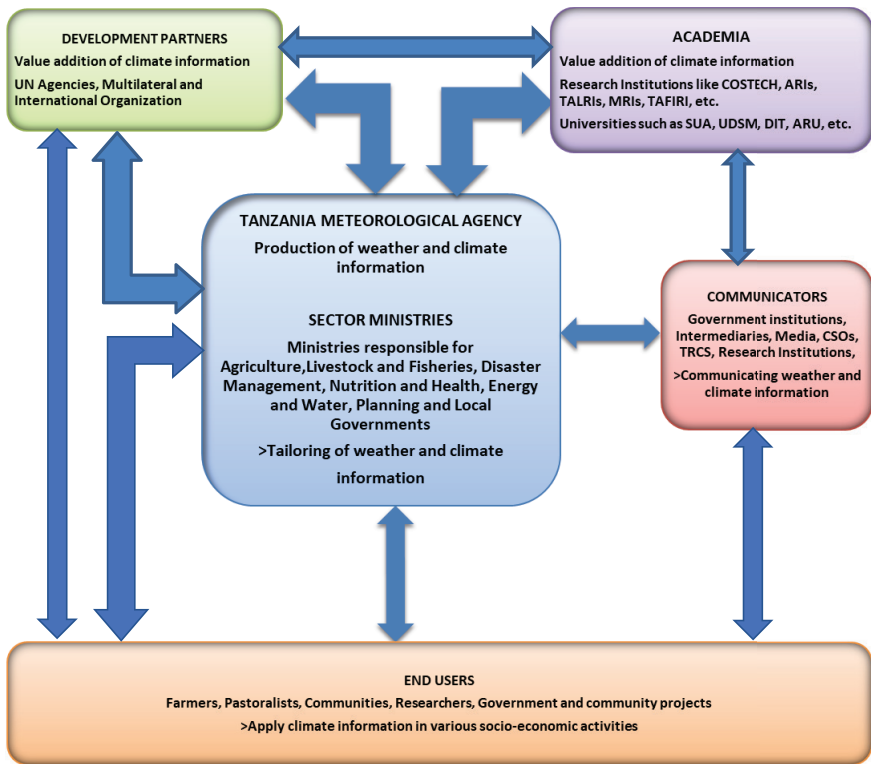 DEVELOPMENT PARTNERS
Value addition of climate information
UN Agencies, Multilateral and
International Organization
ACADEMIA
Value addition of climate information
Research Institutions like COSTECH, ARIs,
TALRIs, MRIs, TAFIRI, etc.
Universities such as SUA, UDSM, DIT, ARU, etc.
TANZANIA METEOROLOGICAL AGENCY
Production of weather and climate
information
SECTOR MINISTRIES
Ministries responsible for
Agriculture,Livestock and Fisheries, Disaster
Management, Nutrition and Health, Energy
and Water, Planning and Local
Governments
>Tailoring of weather and climate
information
COMMUNICATORS
Government institutions,
Intermediaries, Media, CSOs,
TRCS, Research Institutions,
>Communicating weather and
climate information
END USERS
Farmers, Pastoralists, Communities, Researchers, Government and community projects
>Apply climate information in various socio-economic activities